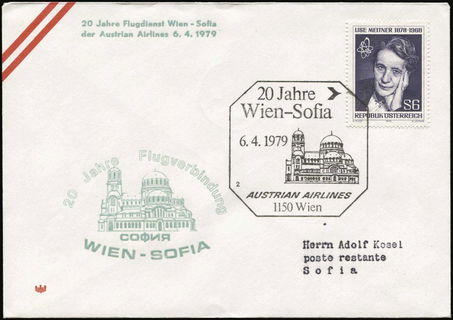 20 Jahre Flugdienst Wien - Sofia
der Austrian Airlines 6. 4. 1979
LISE MEITNER 1878-1968
S6
REPUBLIK ÖSTERREICH
20 Jahre
Wien-Sofia
6. 4. 1979
2
AUSTRIAN AIRLINES
1150 Wien
20 Jahre Flugverbindung
СОФИЯ
WIEN - SOFIA
Herrn Adolf Kosel
poste restante
Sofia